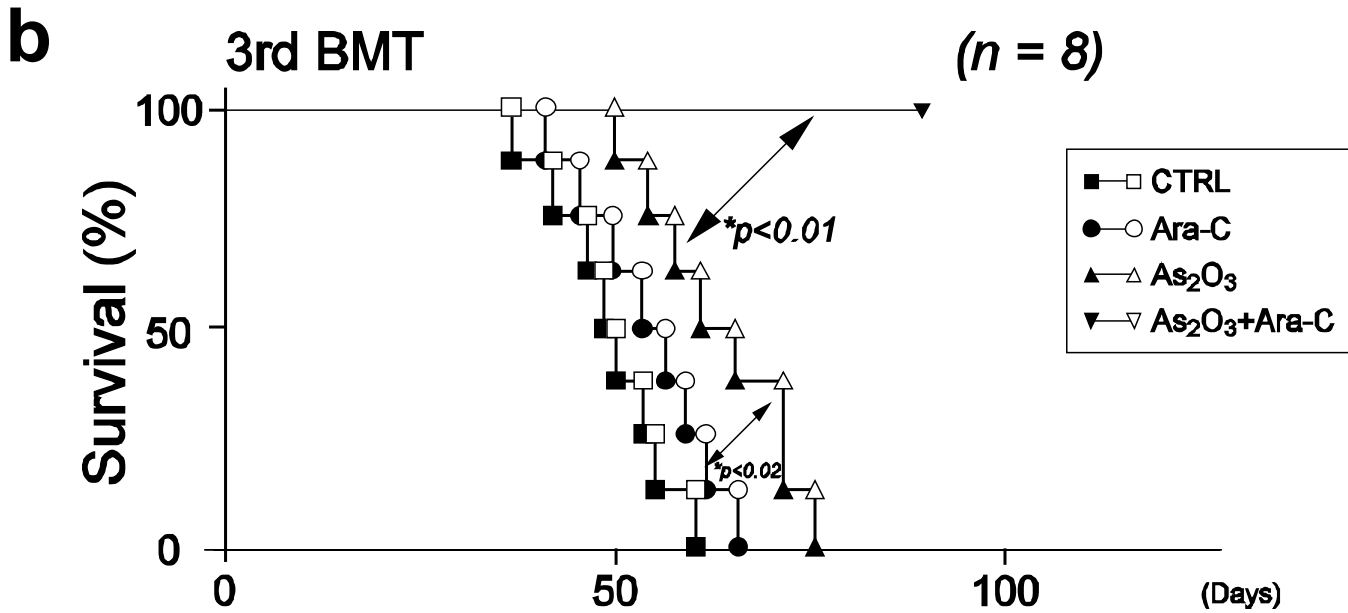 b
3rd BMT
(n = 8)
Survival (%)
100
50
0
*p<0.01
*p<0.02
CTRL
Ara-C
As₂O₃
As₂O₃+Ara-C
0
50
100
(Days)